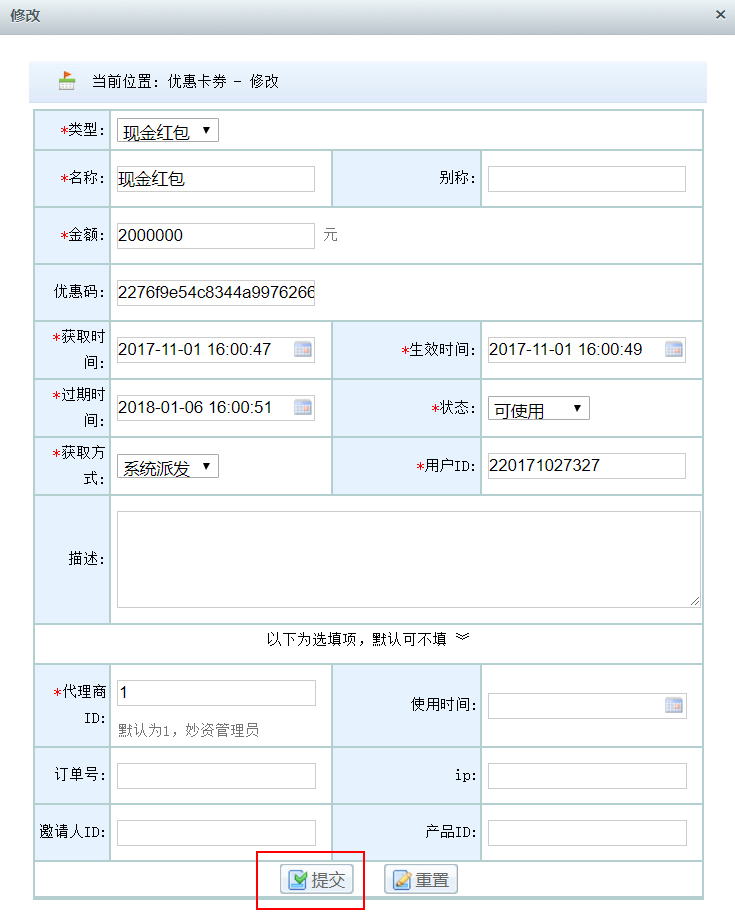 修改 ×
当前位置: 优惠卡券 - 修改
*类型: 现金红包
*名称: 现金红包 别称:
*金额: 2000000 元
优惠码: 2276f9e54c8344a9976266
*获取时间: 2017-11-01 16:00:47 *生效时间: 2017-11-01 16:00:49
*过期时间: 2018-01-06 16:00:51 *状态: 可使用
*获取方式: 系统派发 *用户ID: 220171027327
描述:
以下为选填项, 默认可不填
*代理商ID: 1 使用时间:
默认为1, 妙资管理员
订单号: ip:
邀请人ID: 产品ID:
提交 重置